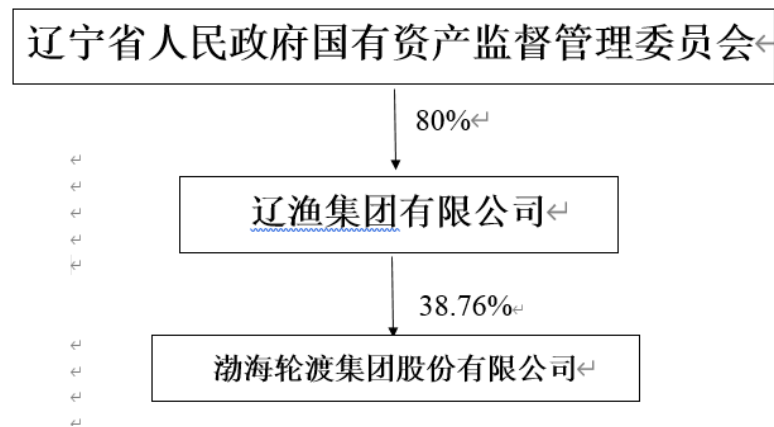 辽宁省人民政府国有资产监督管理委员会
80%
辽渔集团有限公司
38.76%
渤海轮渡集团股份有限公司